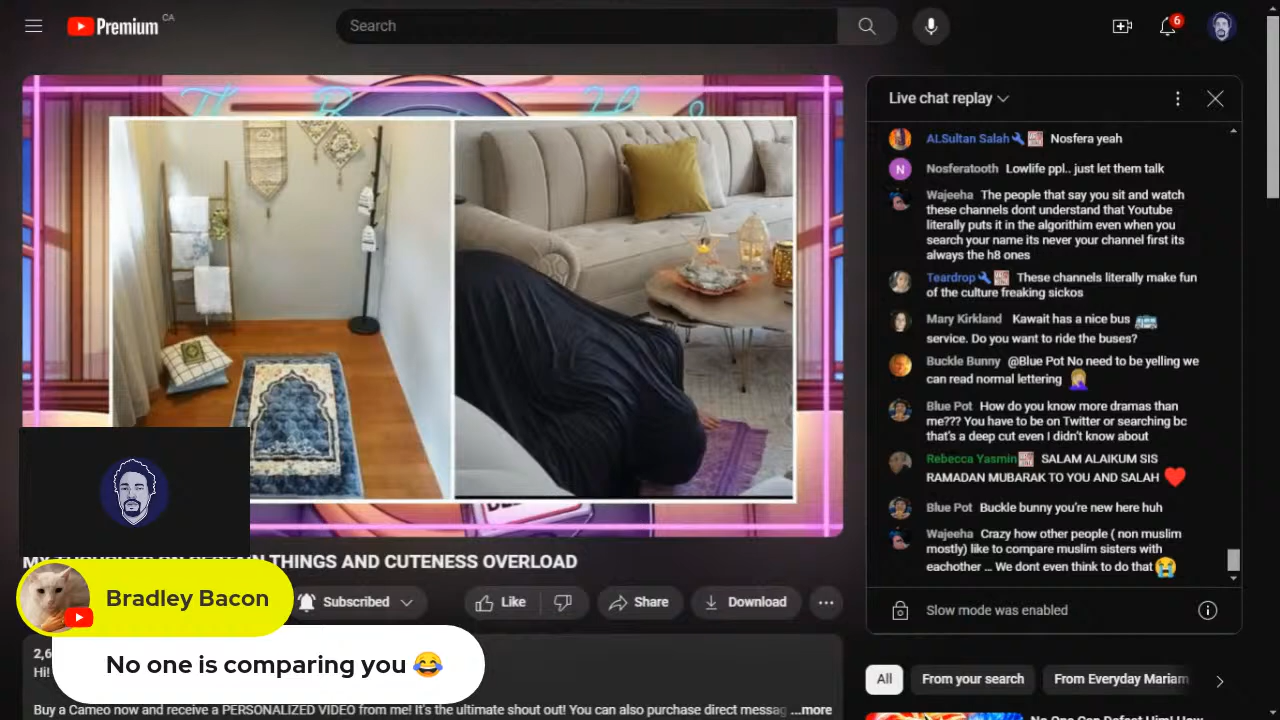 Premium CA
Search
6
Live chat replay
ALSultan Salah Nosfera yeah
N
Nosferatooth Lowlife ppl.. just let them talk
Wajeeha The people that say you sit and watch
these channels dont understand that Youtube
literally puts it in the algorithim even when you
search your name its never your channel first its
always the h8 ones
Teardrop These channels literally make fun
of the culture freaking sickos
Mary Kirkland Kawait has a nice bus
service. Do you want to ride the buses?
Buckle Bunny @Blue Pot No need to be yelling we
can read normal lettering
Blue Pot How do you know more dramas than
me??? You have to be on Twitter or searching bc
that's a deep cut even I didn't know about
Rebecca Yasmin SALAM ALAIKUM SIS
RAMADAN MUBARAK TO YOU AND SALAH
Blue Pot Buckle bunny you're new here huh
Wajeeha Crazy how other people ( non muslim
mostly) like to compare muslim sisters with
eachother ... We dont even think to do that
Slow mode was enabled
THINGS AND CUTENESS OVERLOAD
Subscribed
Like
Share
Download
Bradley Bacon
No one is comparing you 😂
2,6
Hi!
Buy a Cameo now and receive a PERSONALIZED VIDEO from me! It's the ultimate shout out! You can also purchase direct messag ...more
All
From your search
From Everyday Mariam